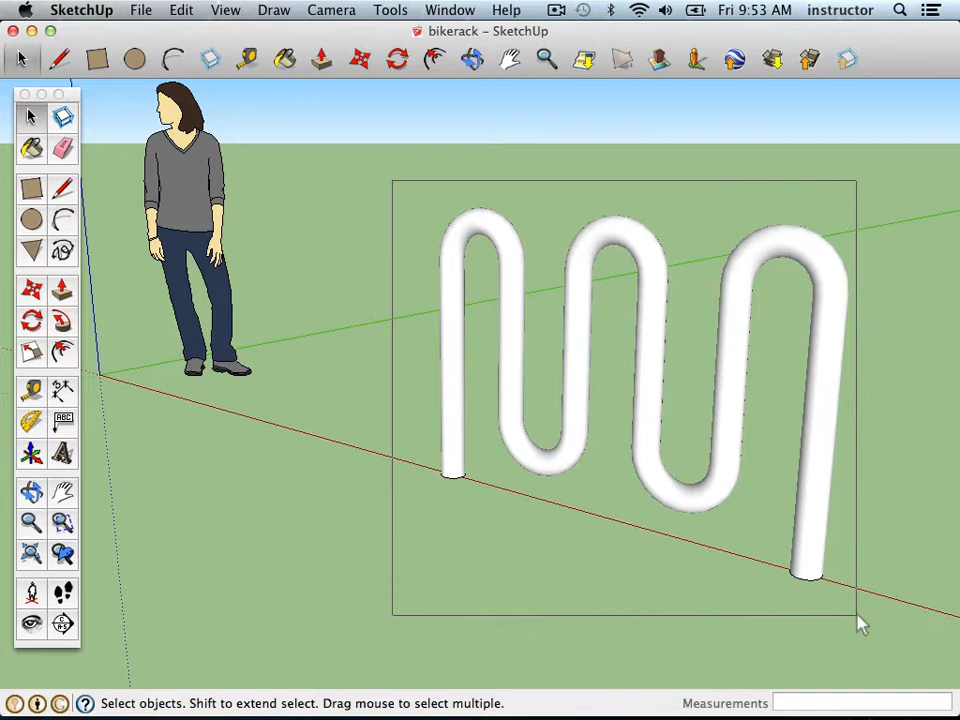 SketchUp File Edit View Draw Camera Tools Window Help Fri 9:53 AM instructor
bikerack – SketchUp
ABC
A
Select objects. Shift to extend select. Drag mouse to select multiple. Measurements